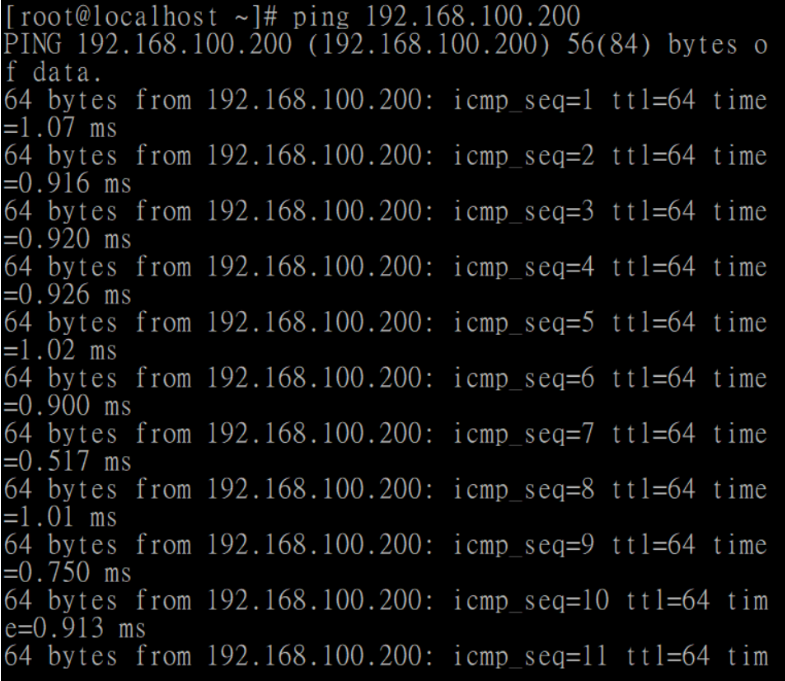 [root@localhost ~]# ping 192.168.100.200
PING 192.168.100.200 (192.168.100.200) 56(84) bytes o
f data.
64 bytes from 192.168.100.200: icmp_seq=1 ttl=64 time
=1.07 ms
64 bytes from 192.168.100.200: icmp_seq=2 ttl=64 time
=0.916 ms
64 bytes from 192.168.100.200: icmp_seq=3 ttl=64 time
=0.920 ms
64 bytes from 192.168.100.200: icmp_seq=4 ttl=64 time
=0.926 ms
64 bytes from 192.168.100.200: icmp_seq=5 ttl=64 time
=1.02 ms
64 bytes from 192.168.100.200: icmp_seq=6 ttl=64 time
=0.900 ms
64 bytes from 192.168.100.200: icmp_seq=7 ttl=64 time
=0.517 ms
64 bytes from 192.168.100.200: icmp_seq=8 ttl=64 time
=1.01 ms
64 bytes from 192.168.100.200: icmp_seq=9 ttl=64 time
=0.750 ms
64 bytes from 192.168.100.200: icmp_seq=10 ttl=64 tim
e=0.913 ms
64 bytes from 192.168.100.200: icmp_seq=11 ttl=64 tim